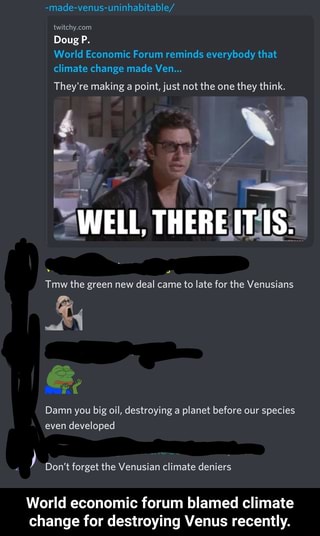 -made-venus-uninhabitable/
twitchy.com
Doug P.
World Economic Forum reminds everybody that
climate change made Ven...
They're making a point, just not the one they think.
WELL, THERE IT IS.
Tmw the green new deal came to late for the Venusians
Damn you big oil, destroying a planet before our species
even developed
Don't forget the Venusian climate deniers
World economic forum blamed climate
change for destroying Venus recently.